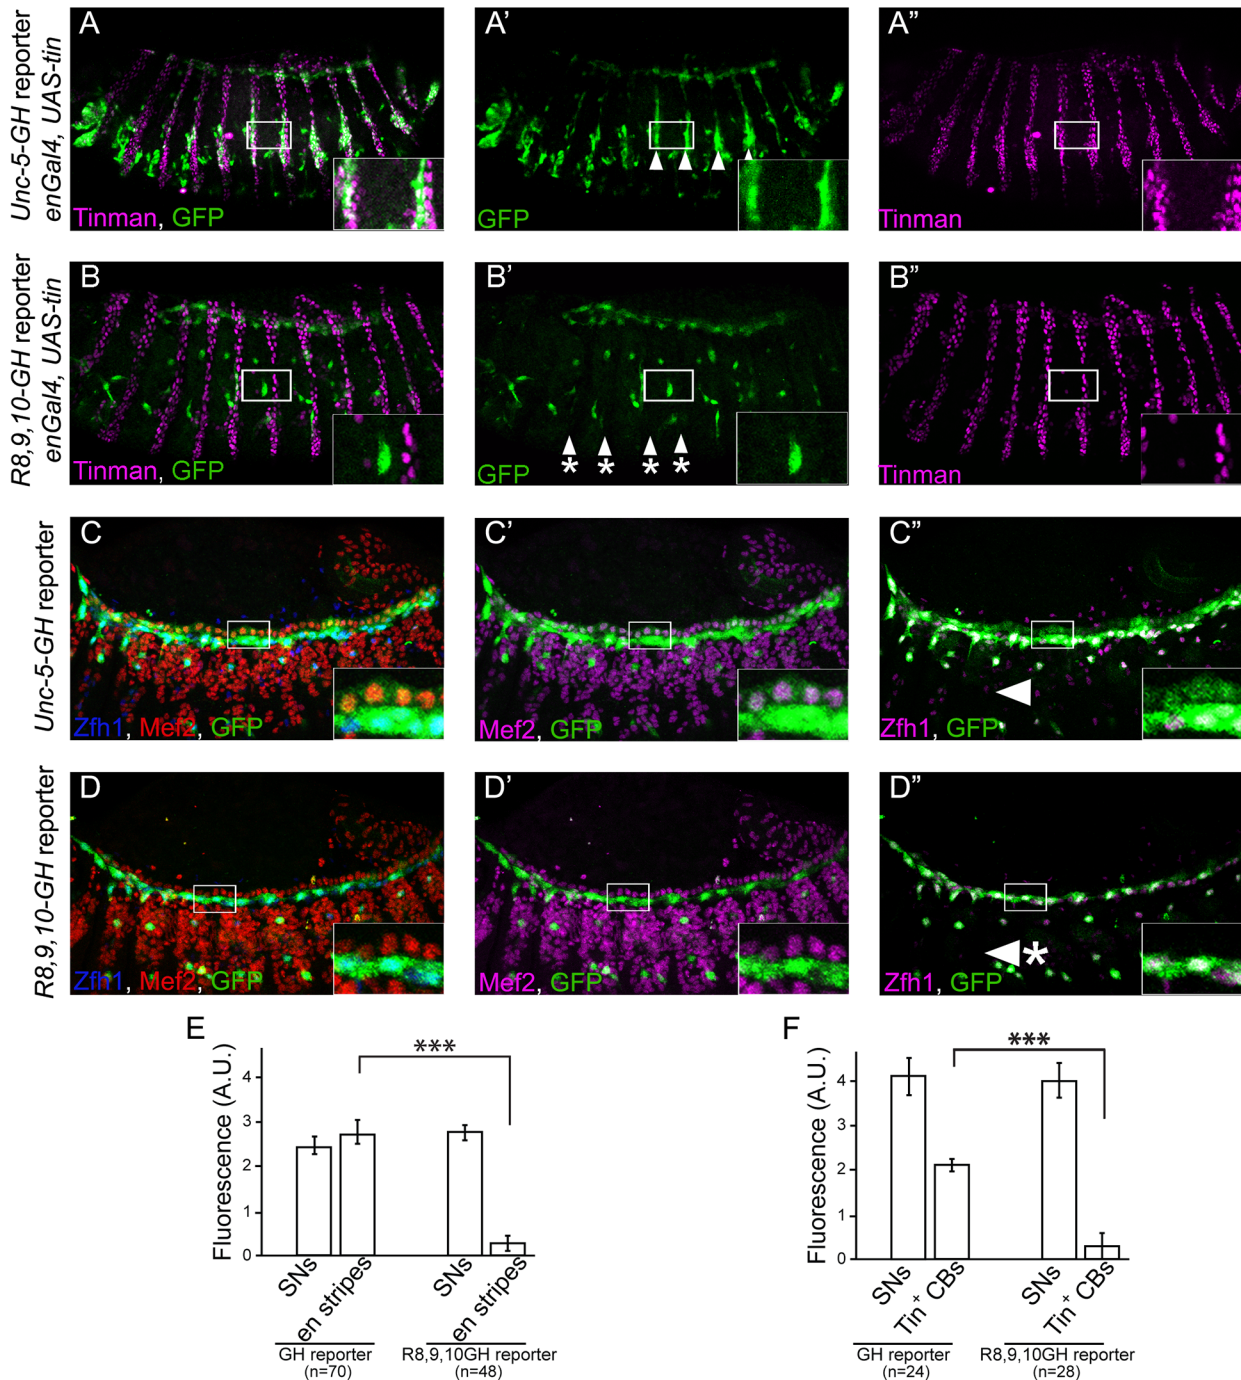 Unc-5-GH reporter
enGal4, UAS-tin
A
Tinman, GFP
A'
GFP
A"
Tinman
R8,9,10-GH reporter
enGal4, UAS-tin
B
Tinman, GFP
B'
GFP
* * * *
B"
Tinman
Unc-5-GH reporter
C
Zfh1, Mef2, GFP
C'
Mef2, GFP
C"
Zfh1, GFP
R8,9,10-GH reporter
D
Zfh1, Mef2, GFP
D'
Mef2, GFP
D"
*
Zfh1, GFP
E
***
Fluorescence (A.U.)
4
3
2
1
0
SNs
en stripes
SNs
en stripes
GH reporter
(n=70)
R8,9,10GH reporter
(n=48)
F
***
Fluorescence (A.U.)
4
3
2
1
0
SNs
Tin+ CBs
SNs
Tin+ CBs
GH reporter
(n=24)
R8,9,10GH reporter
(n=28)